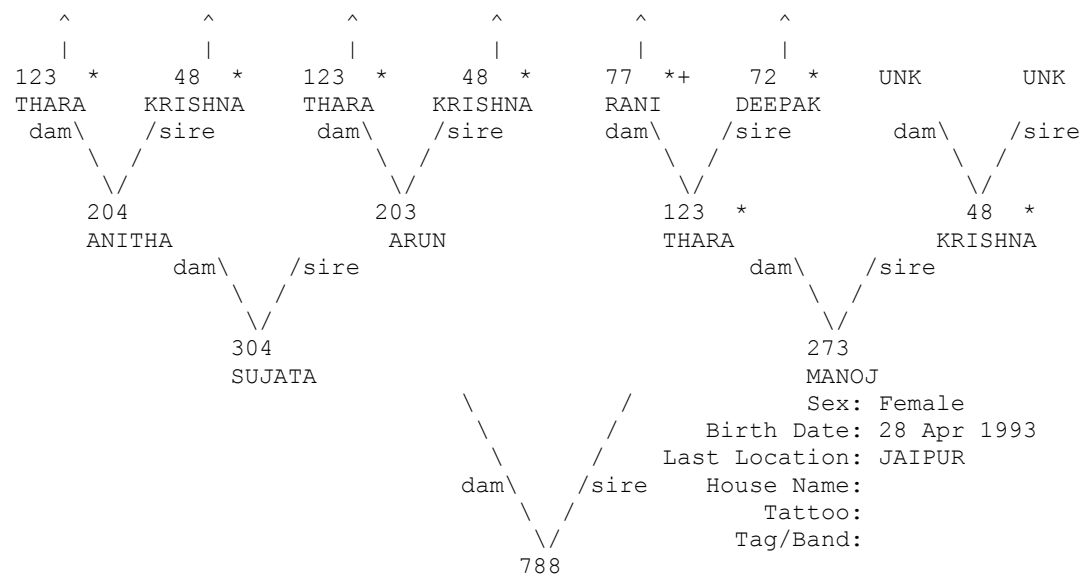 ^ ^ ^ ^ ^ ^
| | | | | |
123 * 48 * 123 * 48 * 77 *+ 72 * UNK UNK
THARA KRISHNA THARA KRISHNA RANI DEEPAK
dam\ /sire dam\ /sire dam\ /sire dam\ /sire
\ / \ / \ / \ /
\/ \/ \/ \/
204 203 123 * 48 *
ANITHA ARUN THARA KRISHNA
dam\ /sire dam\ /sire
\ / \ /
\/ \/
304 273
SUJATA MANOJ
\ / Sex: Female
\ / Birth Date: 28 Apr 1993
\ / Last Location: JAIPUR
dam\ /sire House Name:
\ / Tattoo:
\/ Tag/Band:
788